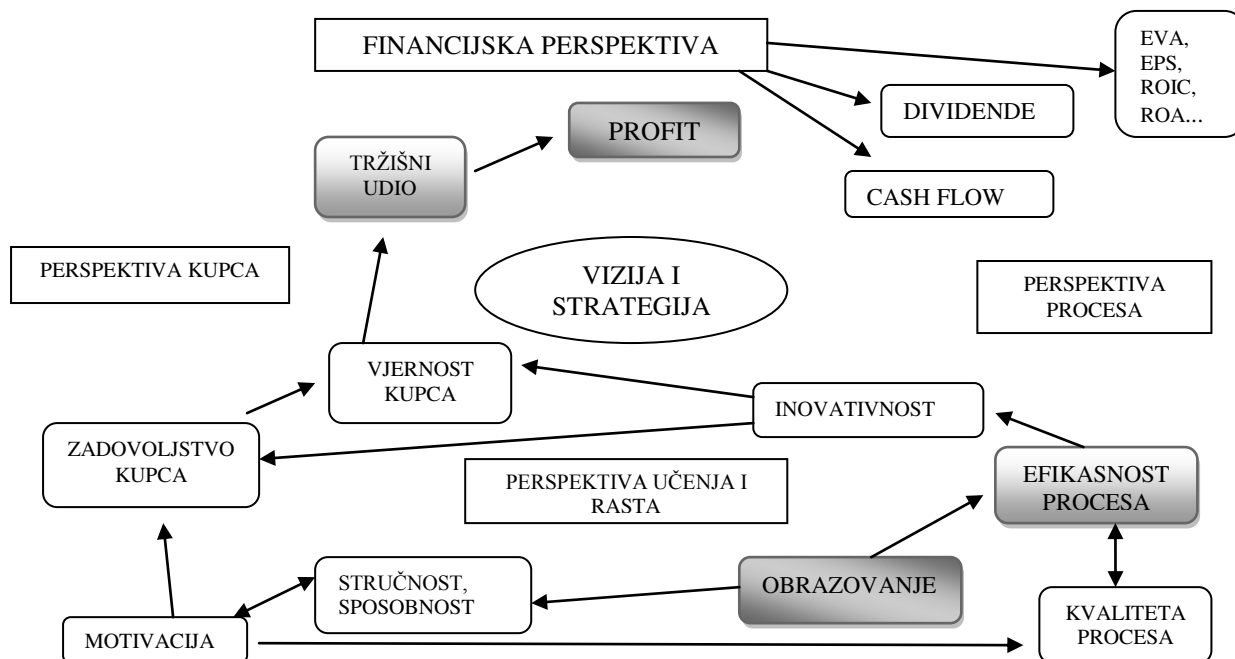 FINANCIJSKA PERSPEKTIVA
EVA,
EPS,
ROIC,
ROA...
DIVIDENDE
PROFIT
TRŽIŠNI
UDIO
CASH FLOW
PERSPEKTIVA KUPCA
VIZIJA I
STRATEGIJA
PERSPEKTIVA
PROCESA
VJERNOST
KUPCA
INOVATIVNOST
ZADOVOLJSTVO
KUPCA
PERSPEKTIVA UČENJA I
RASTA
EFIKASNOST
PROCESA
STRUČNOST,
SPOSOBNOST
OBRAZOVANJE
MOTIVACIJA
KVALITETA
PROCESA